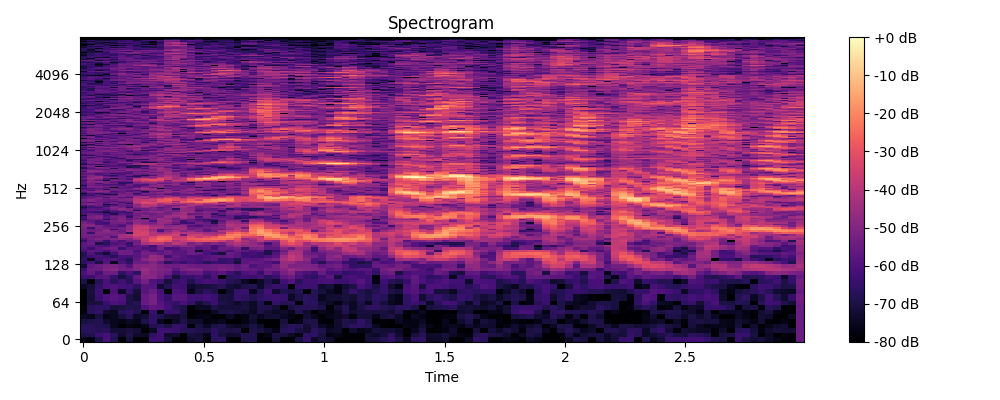 Spectrogram
4096
2048
1024
512
256
128
64
0
Hz
0
0.5
1
1.5
2
2.5
Time
+0 dB
-10 dB
-20 dB
-30 dB
-40 dB
-50 dB
-60 dB
-70 dB
-80 dB